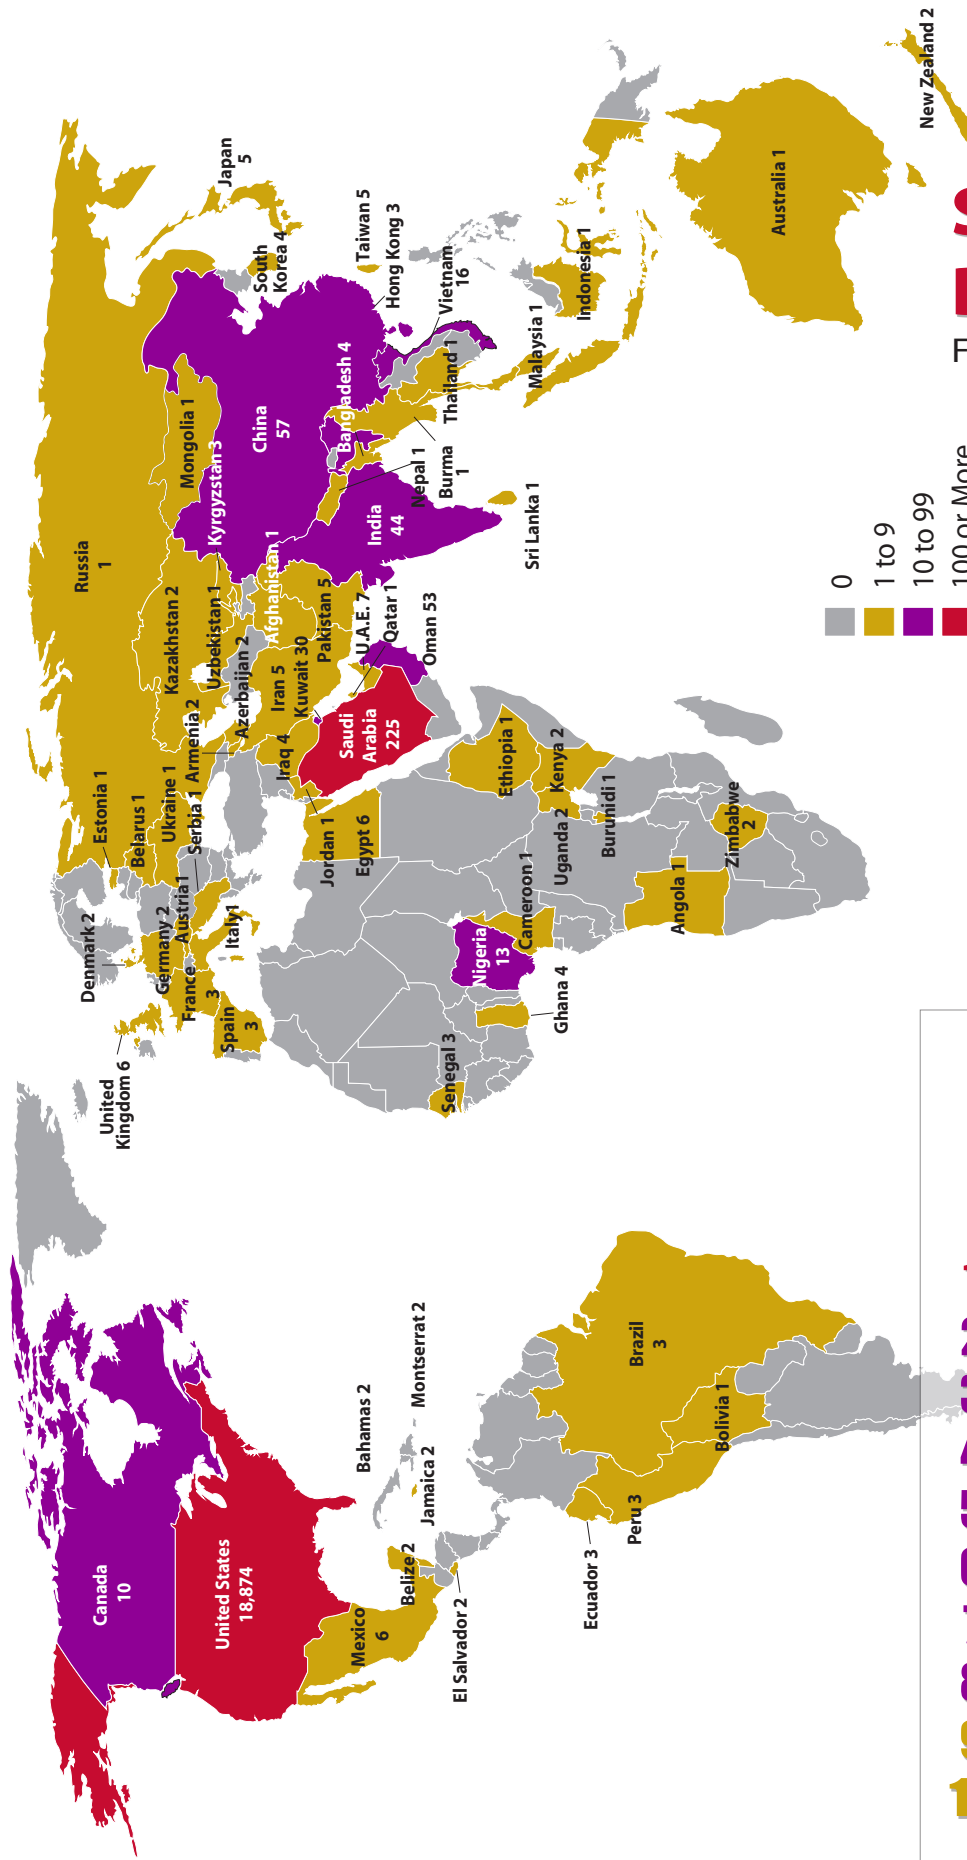 Canada
10
United States
18,874
Mexico
6
Belize 2
El Salvador 2
Bahamas 2
Jamaica 2
Montserrat 2
Ecuador 3
Peru 3
Brazil
3
Bolivia 1
United
Kingdom 6
Denmark 2
Germany 2
France
3
Spain
3
Austria1
Italy1
Estonia 1
Belarus 1
Ukraine 1
Serbia 1
Armenia 2
Azerbaijan 2
Russia
1
Kazakhstan 2
Uzbekistan 1
Kyrgyzstan 3
Mongolia 1
China
57
Japan
5
South
Korea 4
Taiwan 5
Hong Kong 3
Vietnam
16
Bangladesh 4
Thailand 1
Nepal 1
Burma
1
India
44
Sri Lanka 1
Afghanistan 1
Pakistan 5
Iran 5
Kuwait 30
Iraq 4
Saudi
Arabia
225
U.A.E. 7
Qatar 1
Oman 53
Jordan 1
Egypt 6
Ethiopia 1
Kenya 2
Uganda 2
Burunidi 1
Cameroon 1
Nigeria
13
Ghana 4
Senegal 3
Angola 1
Zimbabwe
2
Malaysia 1
Indonesia 1
Australia 1
New Zealand 2
0
1 to 9
10 to 99
100 or More